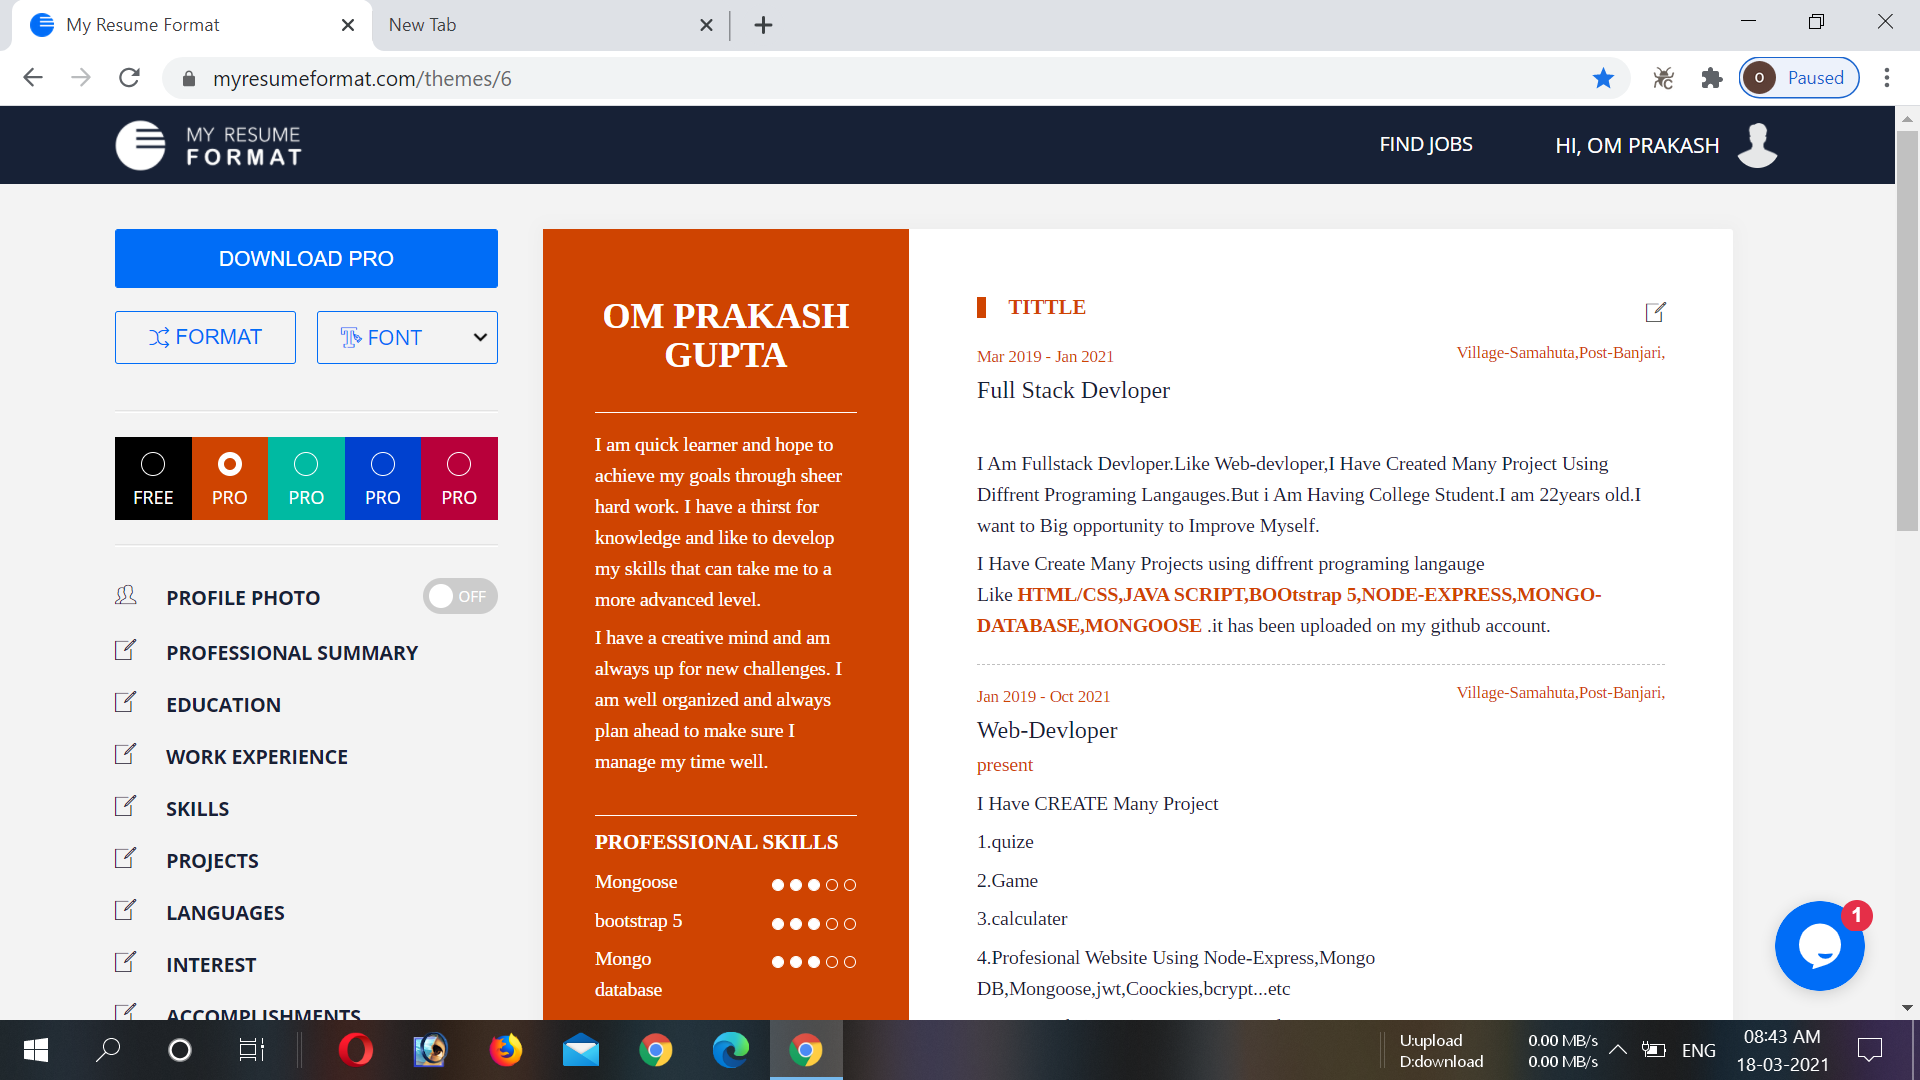 My Resume Format
New Tab
myresumeformat.com/themes/6
O
Paused
MY RESUME
FORMAT
FIND JOBS
HI, OM PRAKASH
DOWNLOAD PRO
FORMAT
FONT
FREE
PRO
PRO
PRO
PRO
PROFILE PHOTO
OFF
PROFESSIONAL SUMMARY
EDUCATION
WORK EXPERIENCE
SKILLS
PROJECTS
LANGUAGES
INTEREST
ACCOMPLISHMENTS
OM PRAKASH
GUPTA
I am quick learner and hope to
achieve my goals through sheer
hard work. I have a thirst for
knowledge and like to develop
my skills that can take me to a
more advanced level.
I have a creative mind and am
always up for new challenges. I
am well organized and always
plan ahead to make sure I
manage my time well.
PROFESSIONAL SKILLS
Mongoose
bootstrap 5
Mongo
database
TITTLE
Mar 2019 - Jan 2021
Village-Samahuta,Post-Banjari,
Full Stack Devloper
I Am Fullstack Devloper.Like Web-devloper,I Have Created Many Project Using
Diffrent Programing Langauges.But i Am Having College Student.I am 22years old.I
want to Big opportunity to Improve Myself.
I Have Create Many Projects using diffrent programing langauge
Like HTML/CSS,JAVA SCRIPT,BOOtstrap 5,NODE-EXPRESS,MONGO-
DATABASE,MONGOOSE .it has been uploaded on my github account.
Jan 2019 - Oct 2021
Village-Samahuta,Post-Banjari,
Web-Devloper
present
I Have CREATE Many Project
1.quize
2.Game
3.calculater
4.Profesional Website Using Node-Express,Mongo
DB,Mongoose,jwt,Coockies,bcrypt...etc
1
U:upload
D:download
0.00 MB/s
0.00 MB/s
ENG
08:43 AM
18-03-2021